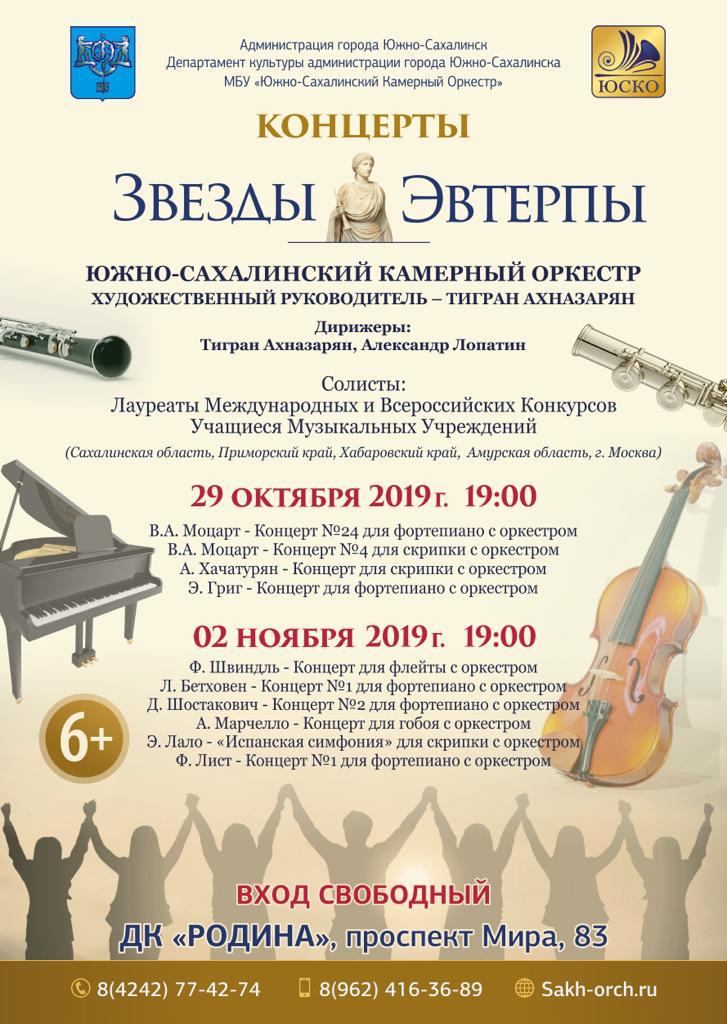 Администрация города Южно-Сахалинск
Департамент культуры администрации города Южно-Сахалинска
МБУ «Южно-Сахалинский Камерный Оркестр»
ЮСКО
КОНЦЕРТЫ
ЗВЕЗДЫ ЭВТЕРПЫ
ЮЖНО-САХАЛИНСКИЙ КАМЕРНЫЙ ОРКЕСТР
ХУДОЖЕСТВЕННЫЙ РУКОВОДИТЕЛЬ – ТИГРАН АХНАЗАРЯН
Дирижеры:
Тигран Ахназарян, Александр Лопатин
Солисты:
Лауреаты Международных и Всероссийских Конкурсов
Учащиеся Музыкальных Учреждений
(Сахалинская область, Приморский край, Хабаровский край, Амурская область, г. Москва)
29 ОКТЯБРЯ 2019 г. 19:00
В.А. Моцарт - Концерт №24 для фортепиано с оркестром
В.А. Моцарт - Концерт №4 для скрипки с оркестром
А. Хачатурян - Концерт для скрипки с оркестром
Э. Григ - Концерт для фортепиано с оркестром
02 НОЯБРЯ 2019 г. 19:00
Ф. Швиндль - Концерт для флейты с оркестром
Л. Бетховен - Концерт №1 для фортепиано с оркестром
Д. Шостакович - Концерт №2 для фортепиано с оркестром
А. Марчелло - Концерт для гобоя с оркестром
Э. Лало - «Испанская симфония» для скрипки с оркестром
Ф. Лист - Концерт №1 для фортепиано с оркестром
6+
ВХОД СВОБОДНЫЙ
ДК «РОДИНА», проспект Мира, 83
8(4242) 77-42-74 8(962) 416-36-89 Sakh-orch.ru